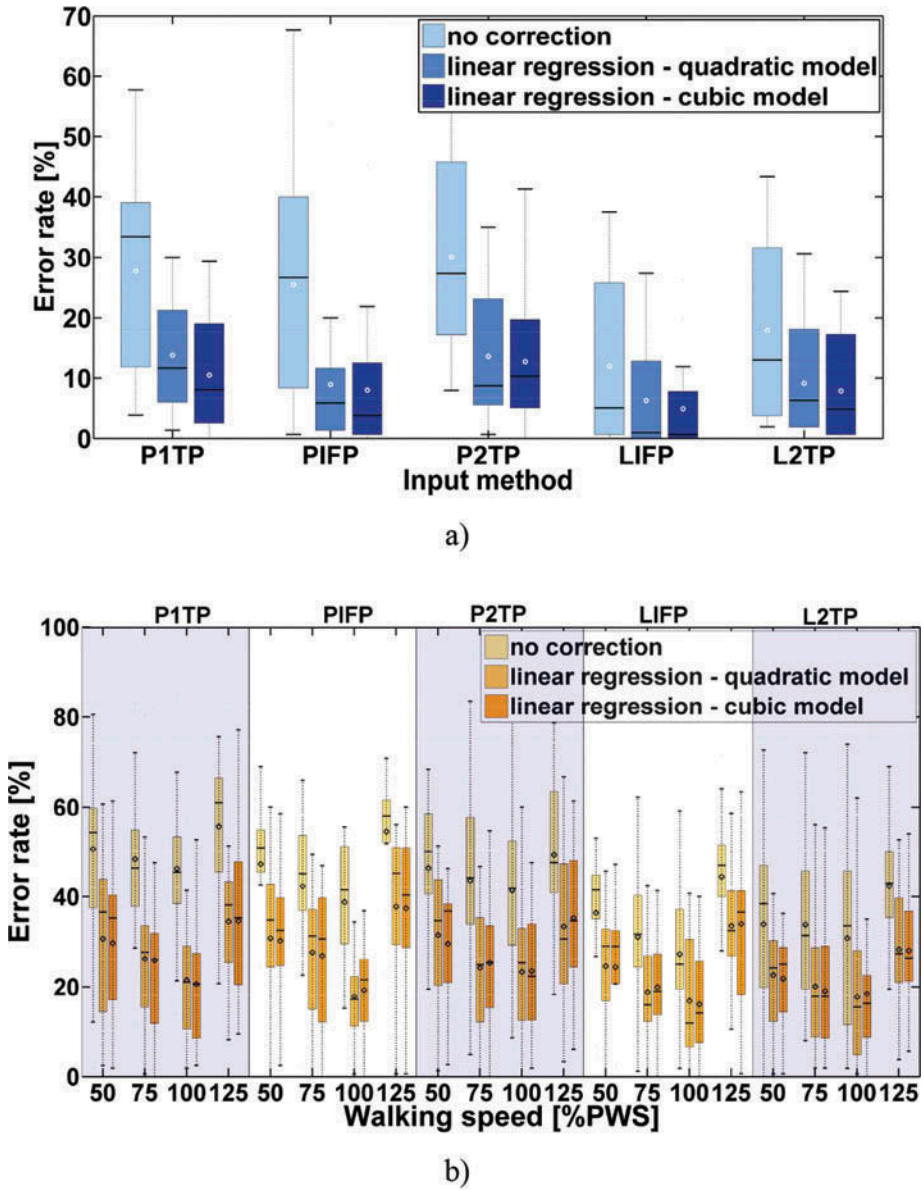 70
60
50
40
30
20
10
0
Error rate [%]
no correction
linear regression - quadratic model
linear regression - cubic model
P1TP PIFP P2TP LIFP L2TP
Input method
a)
P1TP PIFP P2TP LIFP L2TP
100
80
60
40
20
0
Error rate [%]
no correction
linear regression - quadratic model
linear regression - cubic model
50 75 100 125 50 75 100 125 50 75 100 125 50 75 100 125 50 75 100 125
Walking speed [%PWS]
b)